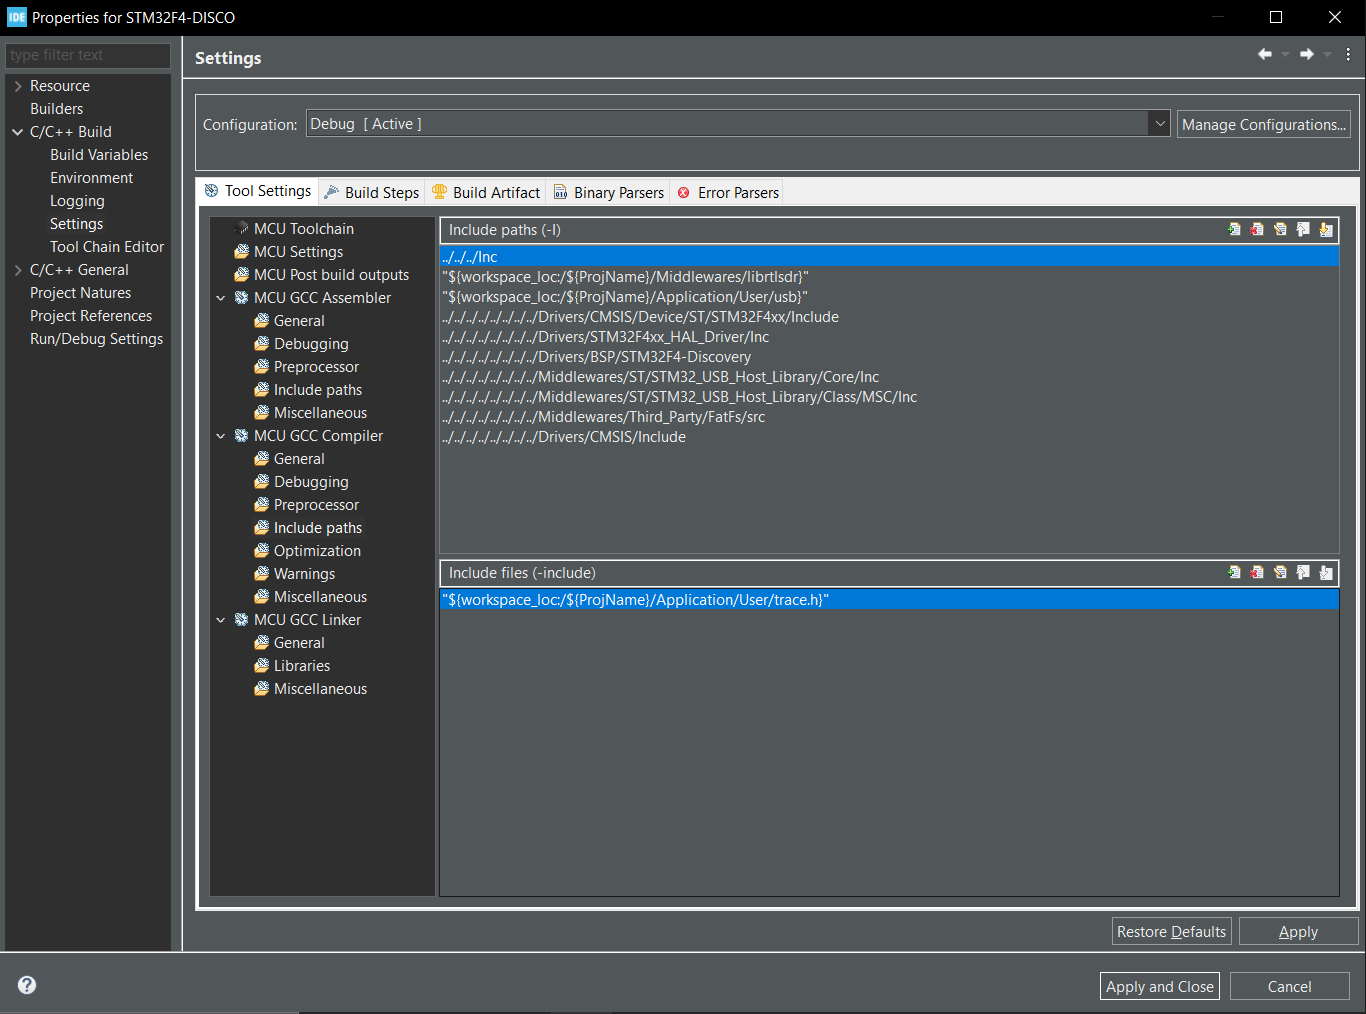 IDE Properties for STM32F4-DISCO
type filter text
Resource
Builders
C/C++ Build
Build Variables
Environment
Logging
Settings
Tool Chain Editor
C/C++ General
Project Natures
Project References
Run/Debug Settings
Settings
Configuration: Debug [ Active ] Manage Configurations...
Tool Settings Build Steps Build Artifact Binary Parsers Error Parsers
MCU Toolchain
MCU Settings
MCU Post build outputs
MCU GCC Assembler
General
Debugging
Preprocessor
Include paths
Miscellaneous
MCU GCC Compiler
General
Debugging
Preprocessor
Include paths
Optimization
Warnings
Miscellaneous
MCU GCC Linker
General
Libraries
Miscellaneous
Include paths (-I)
../../../Inc
"${workspace_loc:/${ProjName}/Middlewares/librtlsdr}"
"${workspace_loc:/${ProjName}/Application/User/usb}"
../../../../../../../../Drivers/CMSIS/Device/ST/STM32F4xx/Include
../../../../../../../../Drivers/STM32F4xx_HAL_Driver/Inc
../../../../../../../../Drivers/BSP/STM32F4-Discovery
../../../../../../../../Middlewares/ST/STM32_USB_Host_Library/Core/Inc
../../../../../../../../Middlewares/ST/STM32_USB_Host_Library/Class/MSC/Inc
../../../../../../../../Middlewares/Third_Party/FatFs/src
../../../../../../../../Drivers/CMSIS/Include
Include files (-include)
"${workspace_loc:/${ProjName}/Application/User/trace.h}"
Restore Defaults Apply
Apply and Close Cancel